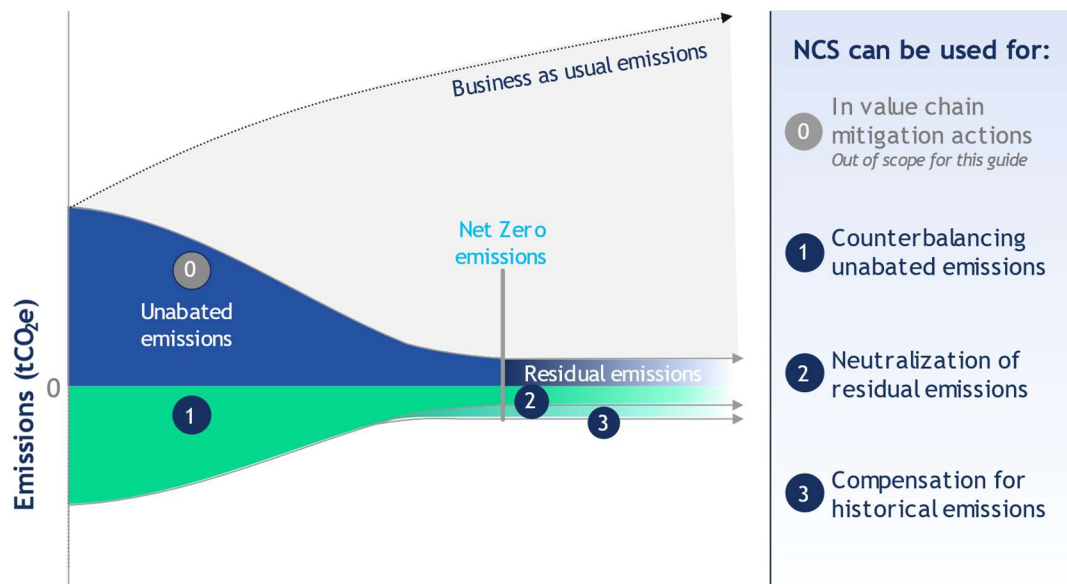 Business as usual emissions
Net Zero
emissions
0
Unabated
emissions
Residual emissions
1
2
3
0
Emissions (tCO₂e)
NCS can be used for:
0
In value chain
mitigation actions
Out of scope for this guide
1
Counterbalancing
unabated emissions
2
Neutralization of
residual emissions
3
Compensation for
historical emissions